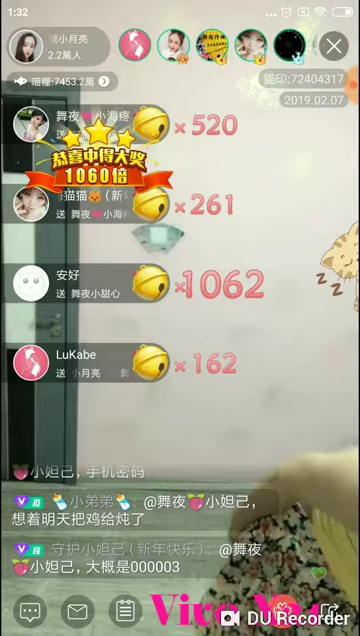 1:32
小月亮
2.2萬人
喵糧:7453.2萬
喵印:72404317
2019.02.07
舞夜💗小海疼
送
×520
恭喜中得大奖
1060倍
猫猫🐱(新年
送 舞夜💗小海
×261
安好
送 舞夜小甜心
×1062
LuKabe
送 小月亮
×162
z z z
🍑小妲己，手机密码
V 扣 🍼小弟弟🍼：@舞夜🍑小妲己，
想着明天把鸡给炖了
V 守护小妲己（新年快乐）：@舞夜
🍑小妲己，大概是000003
Viva
DU Recorder